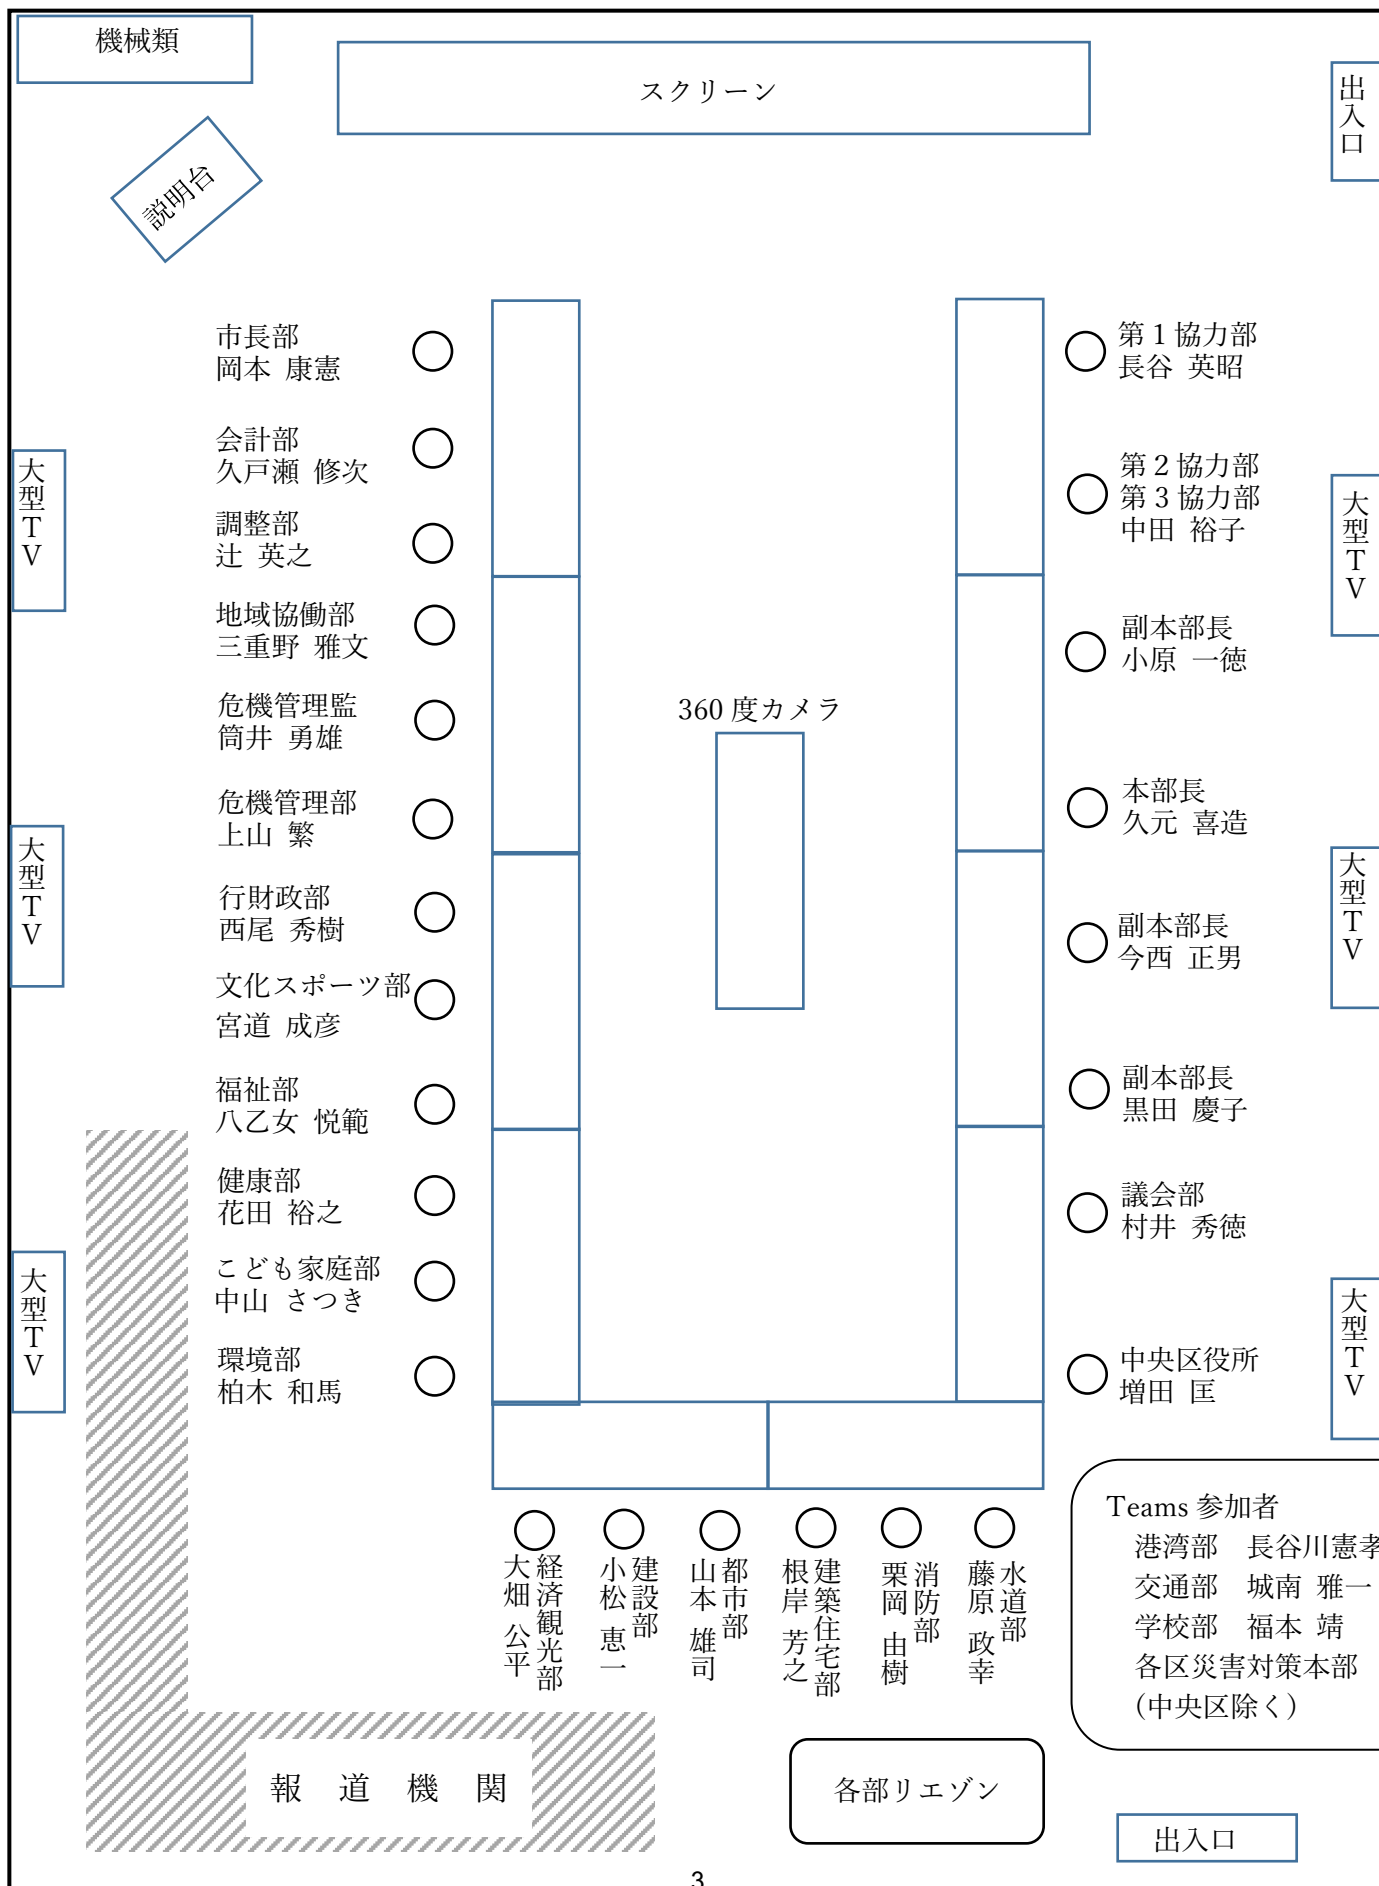 機械類
スクリーン
出入口
説明台
市長部
岡本 康憲
会計部
久戸瀬 修次
調整部
辻 英之
地域協働部
三重野 雅文
危機管理監
筒井 勇雄
危機管理部
上山 繁
行財政部
西尾 秀樹
文化スポーツ部
宮道 成彦
福祉部
八乙女 悦範
健康部
花田 裕之
こども家庭部
中山 さつき
環境部
柏木 和馬
大型TV
大型TV
大型TV
360度カメラ
第1協力部
長谷 英昭
第2協力部
第3協力部
中田 裕子
副本部長
小原 一徳
本部長
久元 喜造
副本部長
今西 正男
副本部長
黒田 慶子
議会部
村井 秀徳
中央区役所
増田 匡
大型TV
大型TV
大型TV
経済観光部
大畑 公平
建設部
小松 恵一
都市部
山本 雄司
建築住宅部
根岸 芳之
消防部
栗岡 由樹
水道部
藤原 政幸
Teams 参加者
港湾部 長谷川憲孝
交通部 城南 雅一
学校部 福本 靖
各区災害対策本部
(中央区除く)
報道機関
各部リエゾン
出入口
3